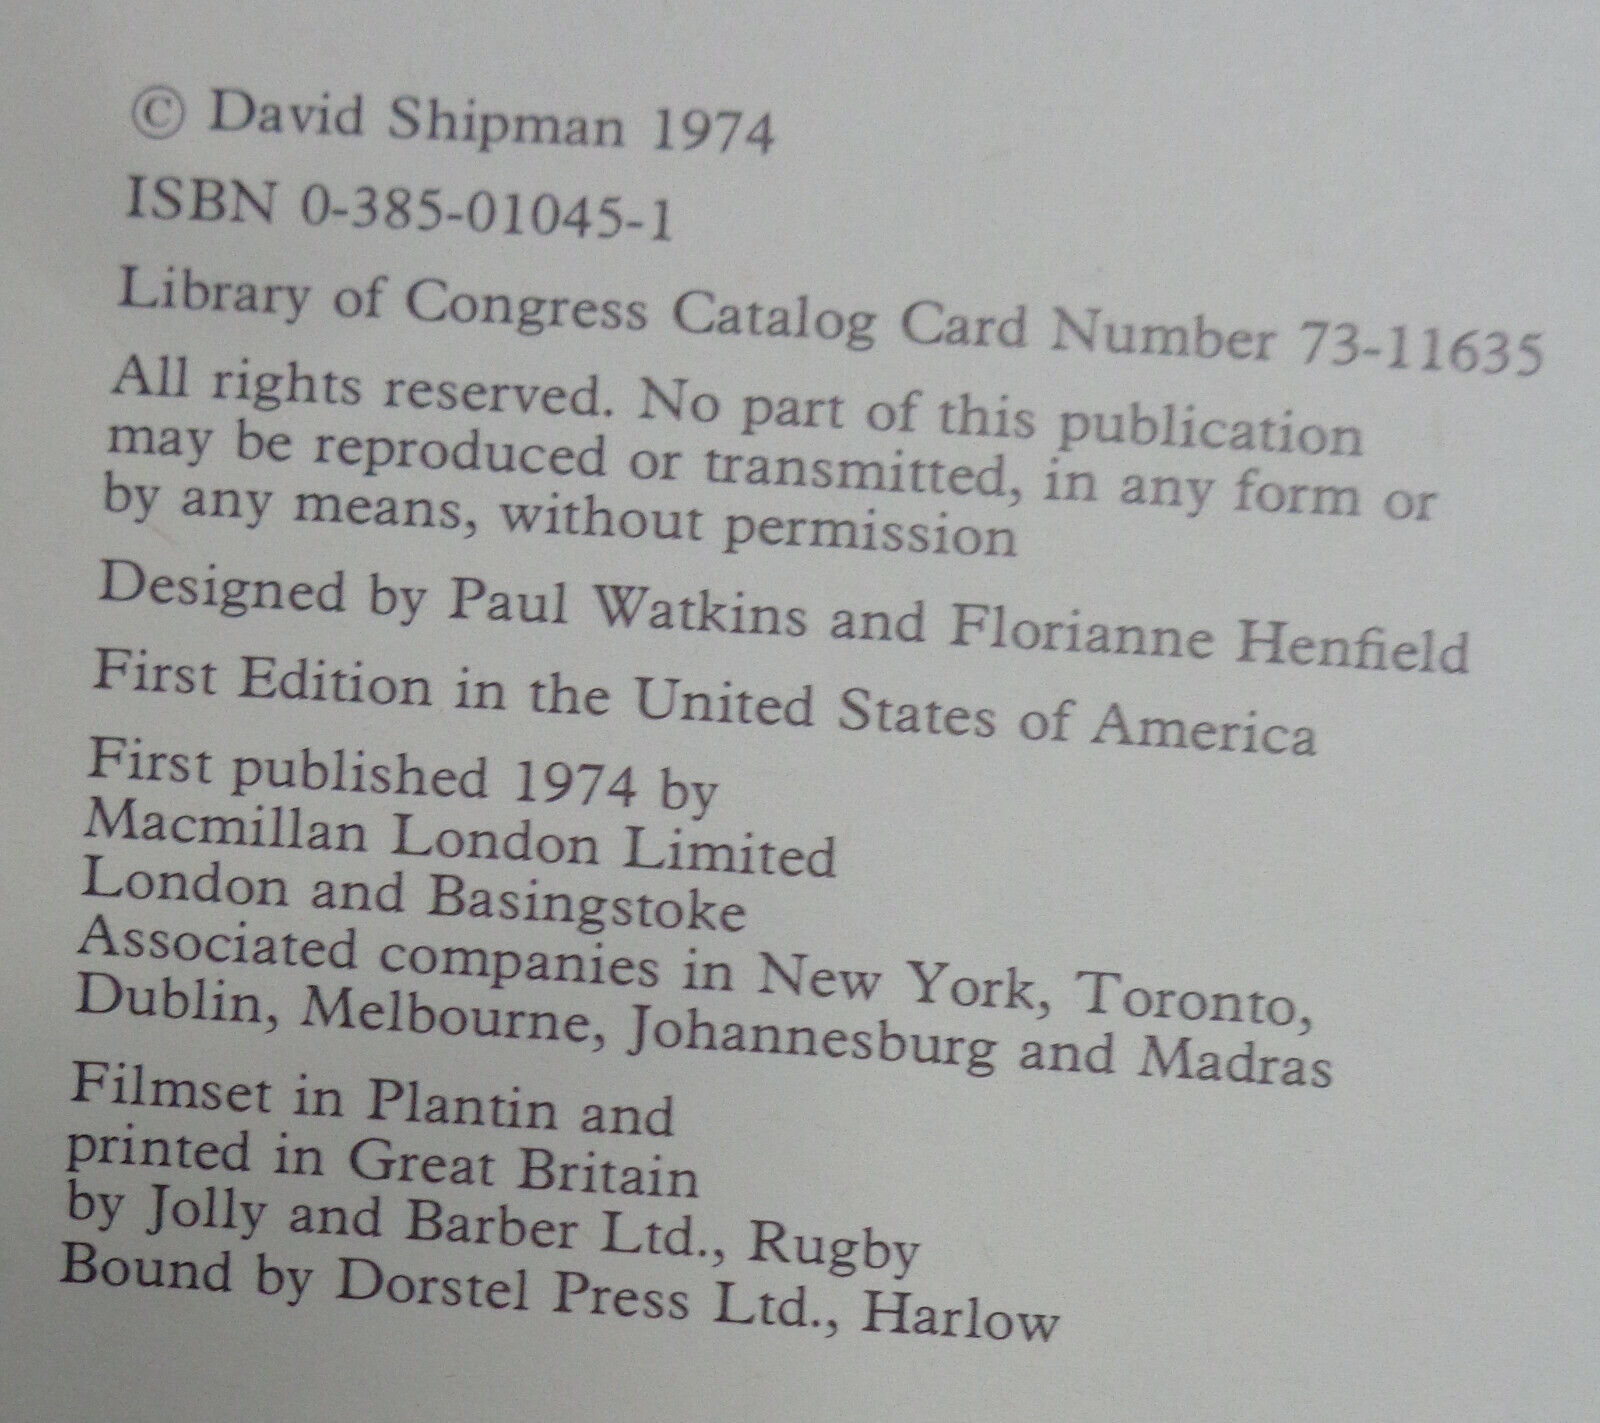 © David Shipman 1974
ISBN 0-385-01045-1
Library of Congress Catalog Card Number 73-11635
All rights reserved. No part of this publication
may be reproduced or transmitted, in any form or
by any means, without permission
Designed by Paul Watkins and Florianne Henfield
First Edition in the United States of America
First published 1974 by
Macmillan London Limited
London and Basingstoke
Associated companies in New York, Toronto,
Dublin, Melbourne, Johannesburg and Madras
Filmset in Plantin and
printed in Great Britain
by Jolly and Barber Ltd., Rugby
Bound by Dorstel Press Ltd., Harlow